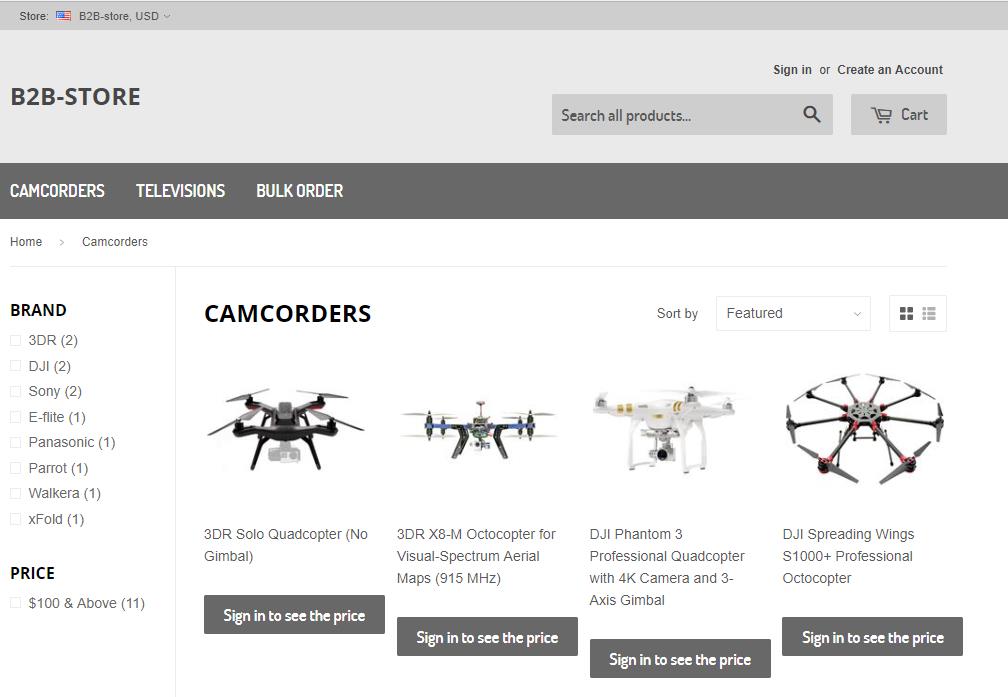 Store: B2B-store, USD
Sign in or Create an Account
B2B-STORE
Search all products...
Cart
CAMCORDERS TELEVISIONS BULK ORDER
Home › Camcorders
BRAND
3DR (2)
DJI (2)
Sony (2)
E-flite (1)
Panasonic (1)
Parrot (1)
Walkera (1)
xFold (1)
PRICE
$100 & Above (11)
CAMCORDERS
Sort by Featured
3DR Solo Quadcopter (No
Gimbal)
Sign in to see the price
3DR X8-M Octocopter for
Visual-Spectrum Aerial
Maps (915 MHz)
Sign in to see the price
DJI Phantom 3
Professional Quadcopter
with 4K Camera and 3-
Axis Gimbal
Sign in to see the price
DJI Spreading Wings
S1000+ Professional
Octocopter
Sign in to see the price